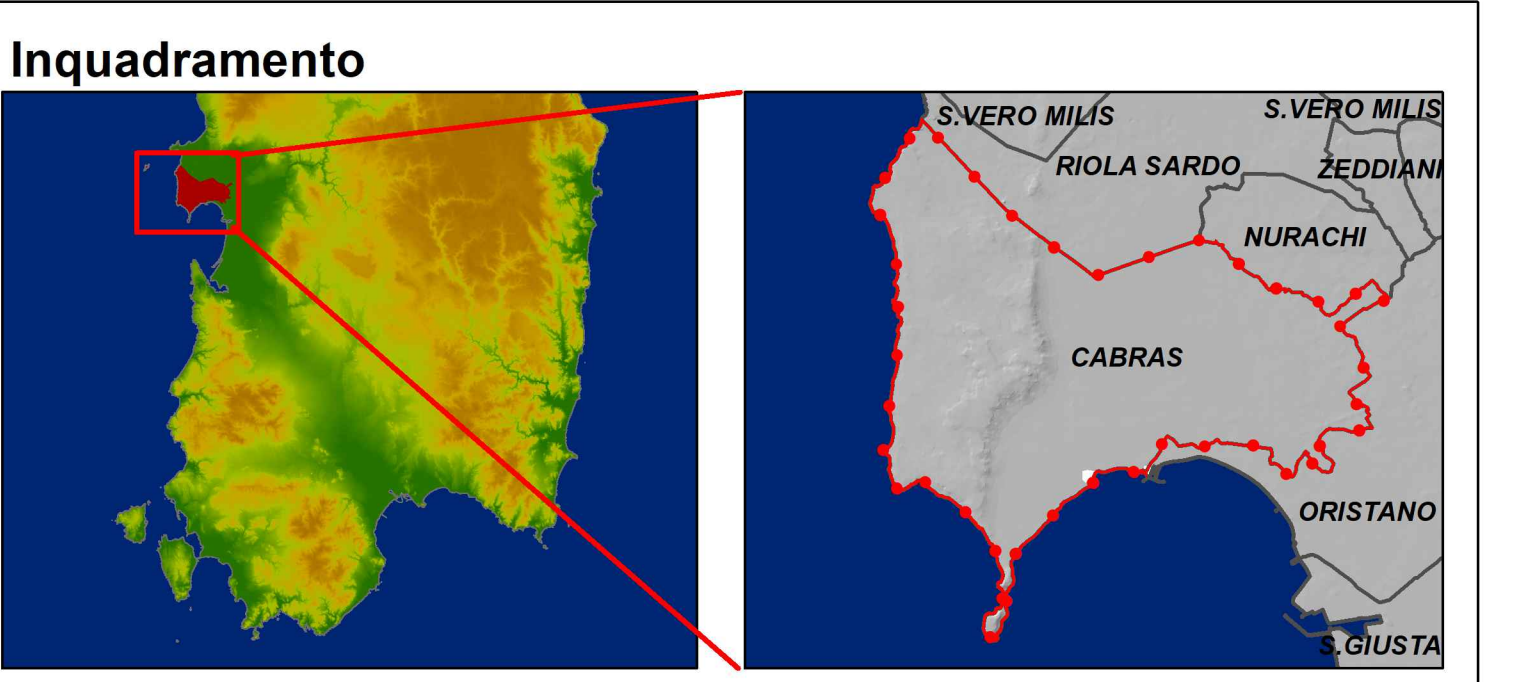 Inquadramento
S.VERO MILIS
S.VERO MILIS
RIOLA SARDO
ZEDDIANI
NURACHI
CABRAS
ORISTANO
S.GIUSTA